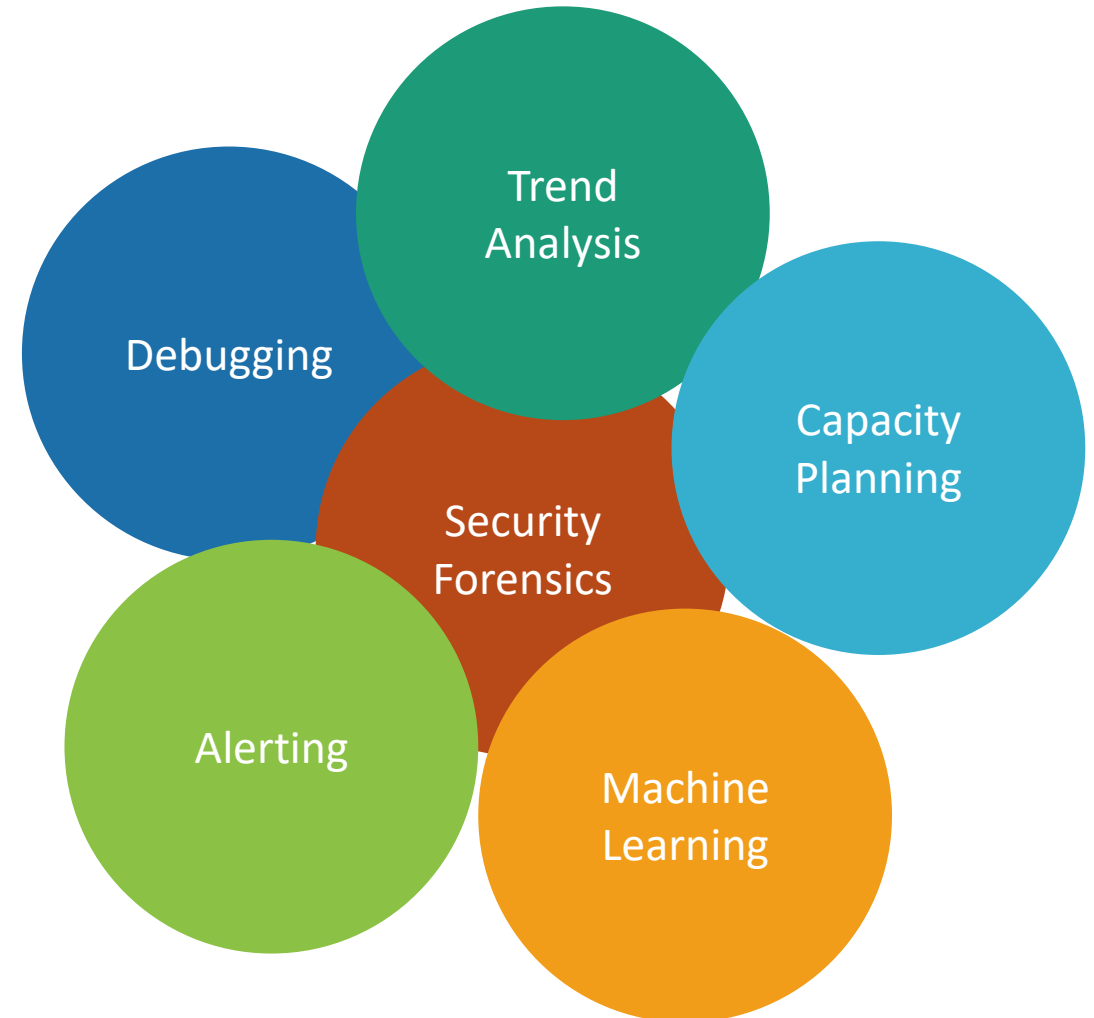 Trend
Analysis
Debugging
Capacity
Planning
Security
Forensics
Alerting
Machine
Learning